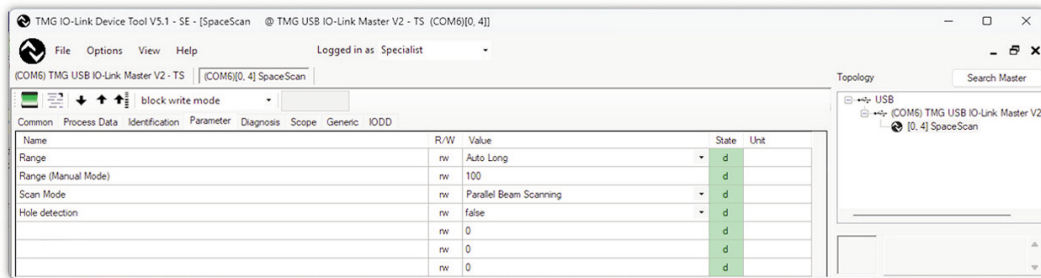 TMG IO-Link Device Tool V5.1 - SE - [SpaceScan @ TMG USB IO-Link Master V2 - TS (COM6)[0, 4]]
File Options View Help Logged in as Specialist
(COM6) TMG USB IO-Link Master V2 - TS (COM6)[0, 4] SpaceScan
Topology Search Master
block write mode
USB
(COM6) TMG USB IO-Link Master V2
[0, 4] SpaceScan
Common Process Data Identification Parameter Diagnosis Scope Generic IODD
Name R/W Value State Unit
Range rw Auto Long d
Range (Manual Mode) rw 100 d
Scan Mode rw Parallel Beam Scanning d
Hole detection rw false d
rw 0 d
rw 0 d
rw 0 d